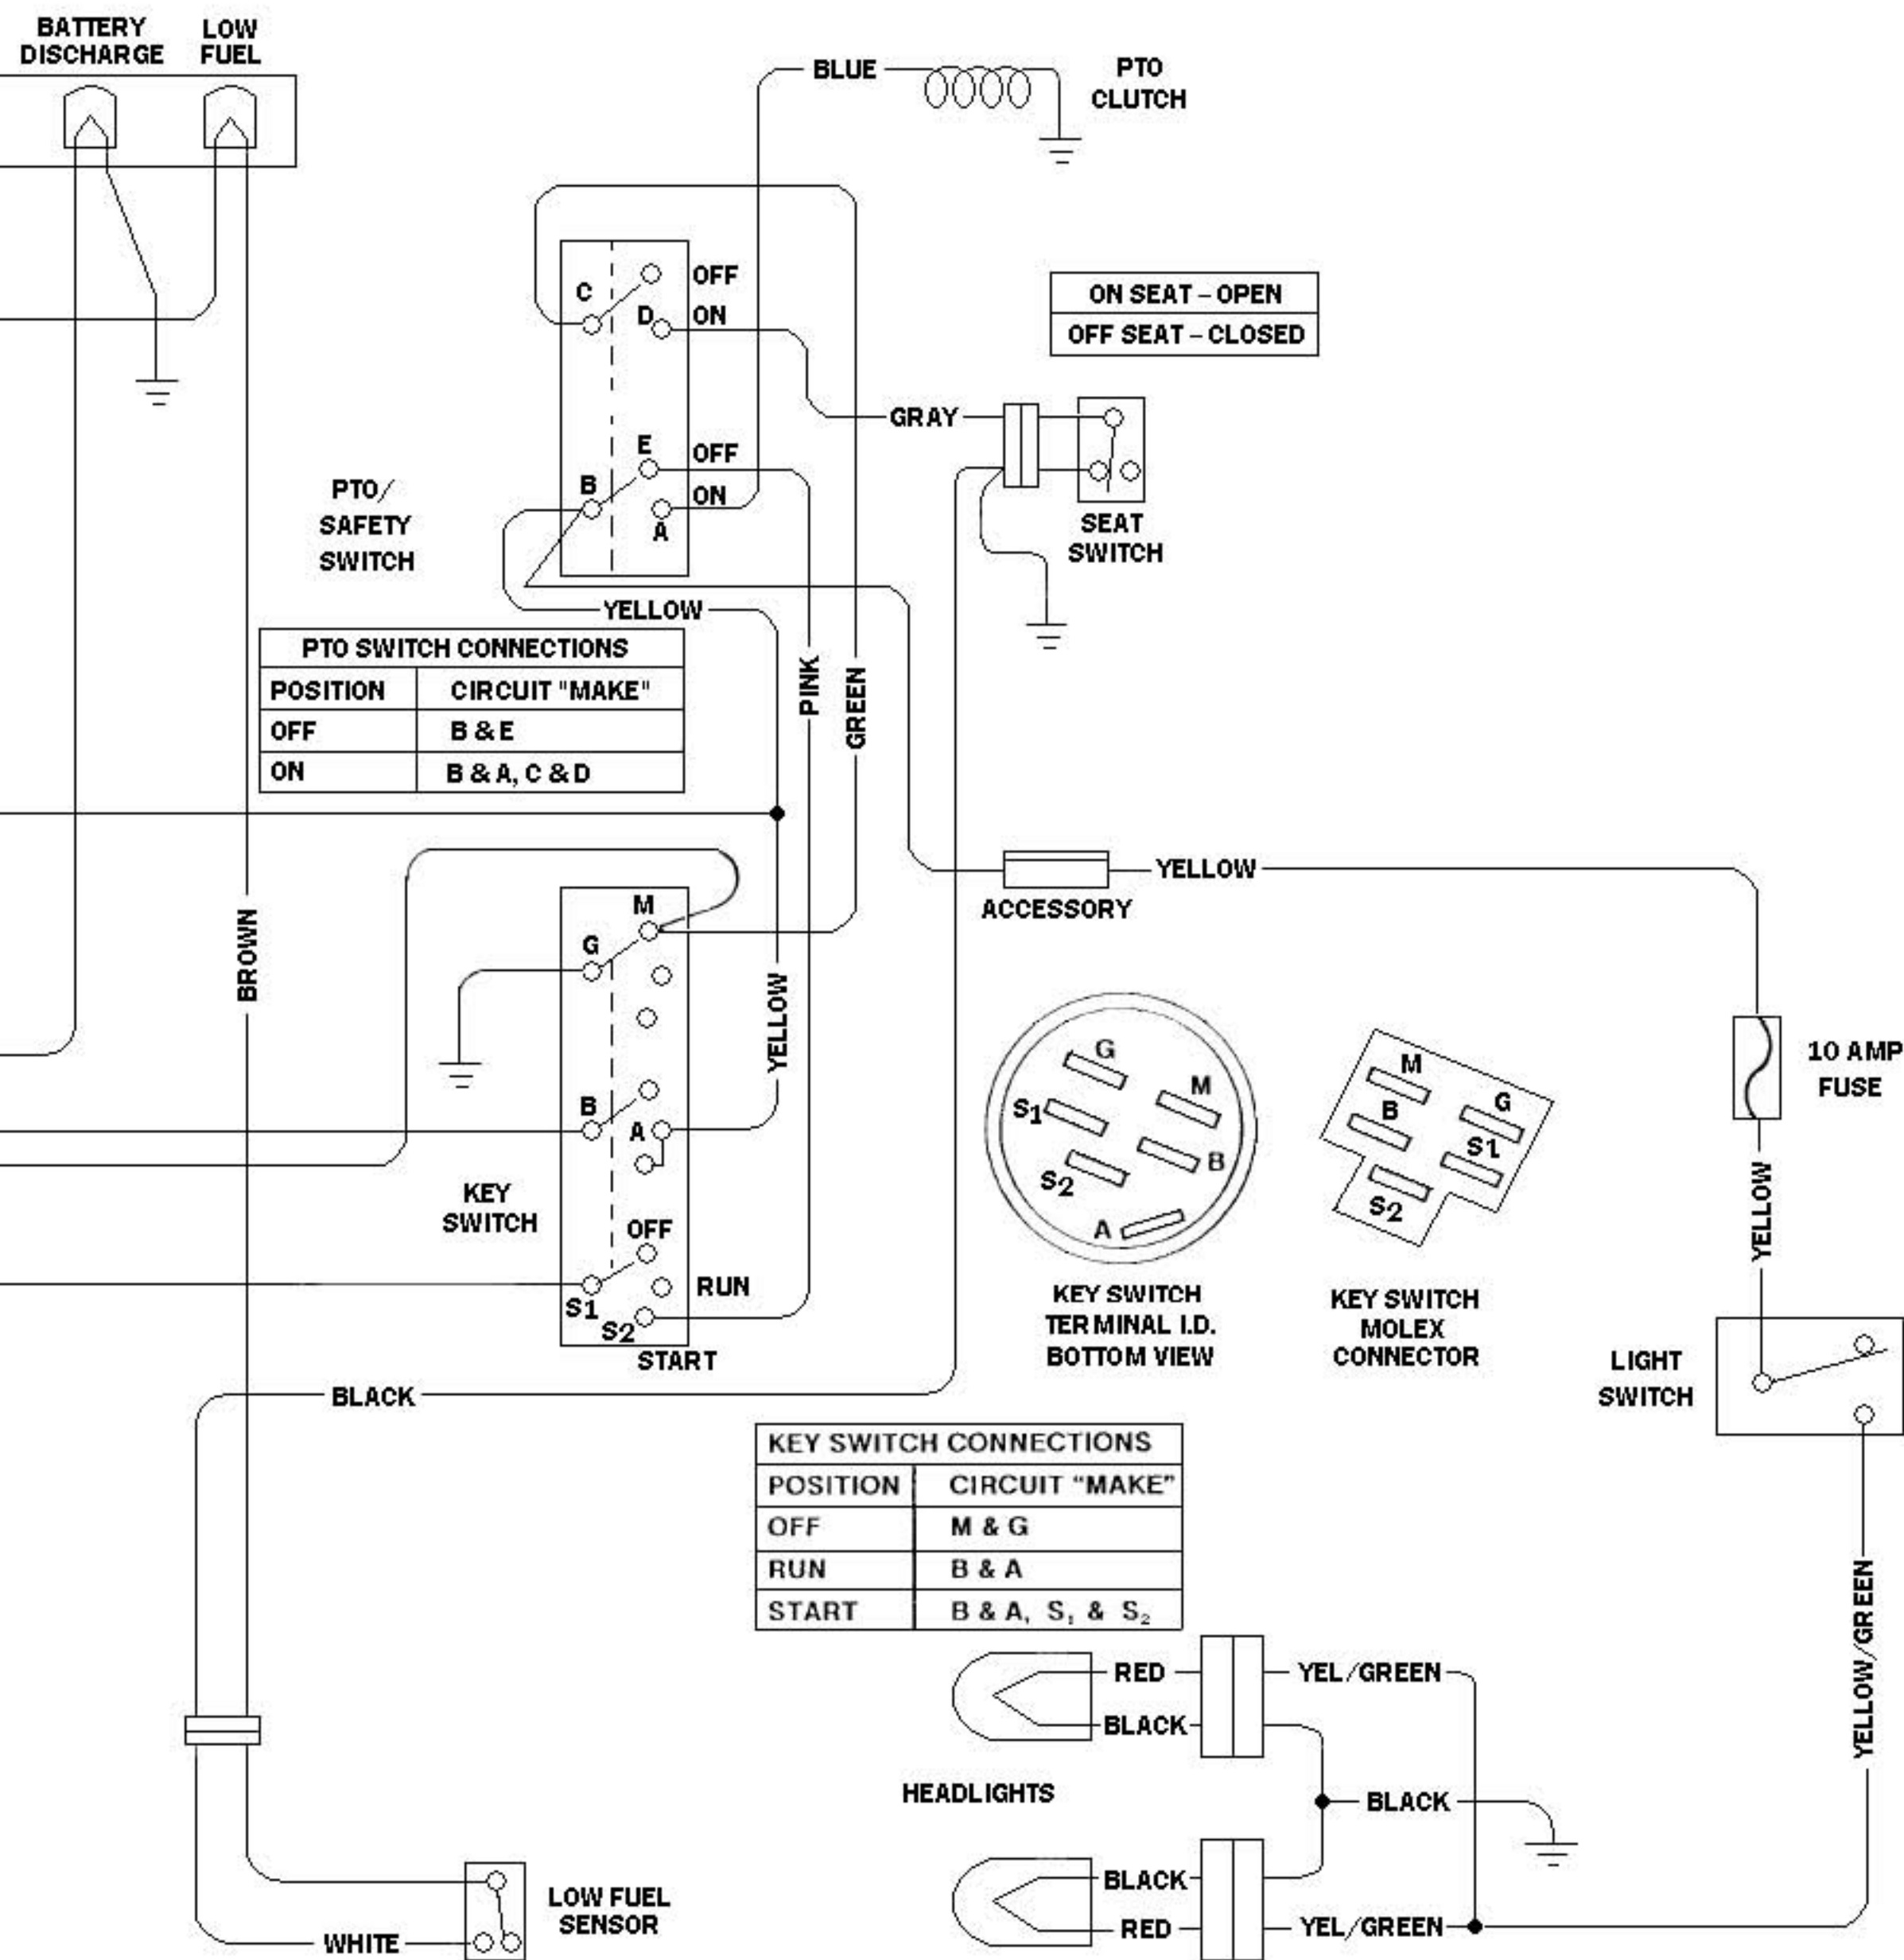 BATTERY
DISCHARGE
LOW
FUEL
BLUE
PTO
CLUTCH
C
OFF
D
ON
ON SEAT – OPEN
OFF SEAT – CLOSED
GRAY
E
OFF
B
ON
A
PTO/
SAFETY
SWITCH
SEAT
SWITCH
YELLOW
PTO SWITCH CONNECTIONS
POSITION CIRCUIT "MAKE"
OFF B & E
ON B & A, C & D
PINK
GREEN
ACCESSORY
YELLOW
BROWN
M
G
YELLOW
B
A
KEY
SWITCH
OFF
RUN
S1
S2
START
G
M
S1
B
S2
A
KEY SWITCH
TERMINAL I.D.
BOTTOM VIEW
M
G
B
S1
S2
KEY SWITCH
MOLEX
CONNECTOR
10 AMP
FUSE
YELLOW
LIGHT
SWITCH
BLACK
KEY SWITCH CONNECTIONS
POSITION CIRCUIT “MAKE”
OFF M & G
RUN B & A
START B & A, S₁ & S₂
YELLOW/GREEN
RED
YEL/GREEN
BLACK
HEADLIGHTS
BLACK
BLACK
RED
YEL/GREEN
LOW FUEL
SENSOR
WHITE